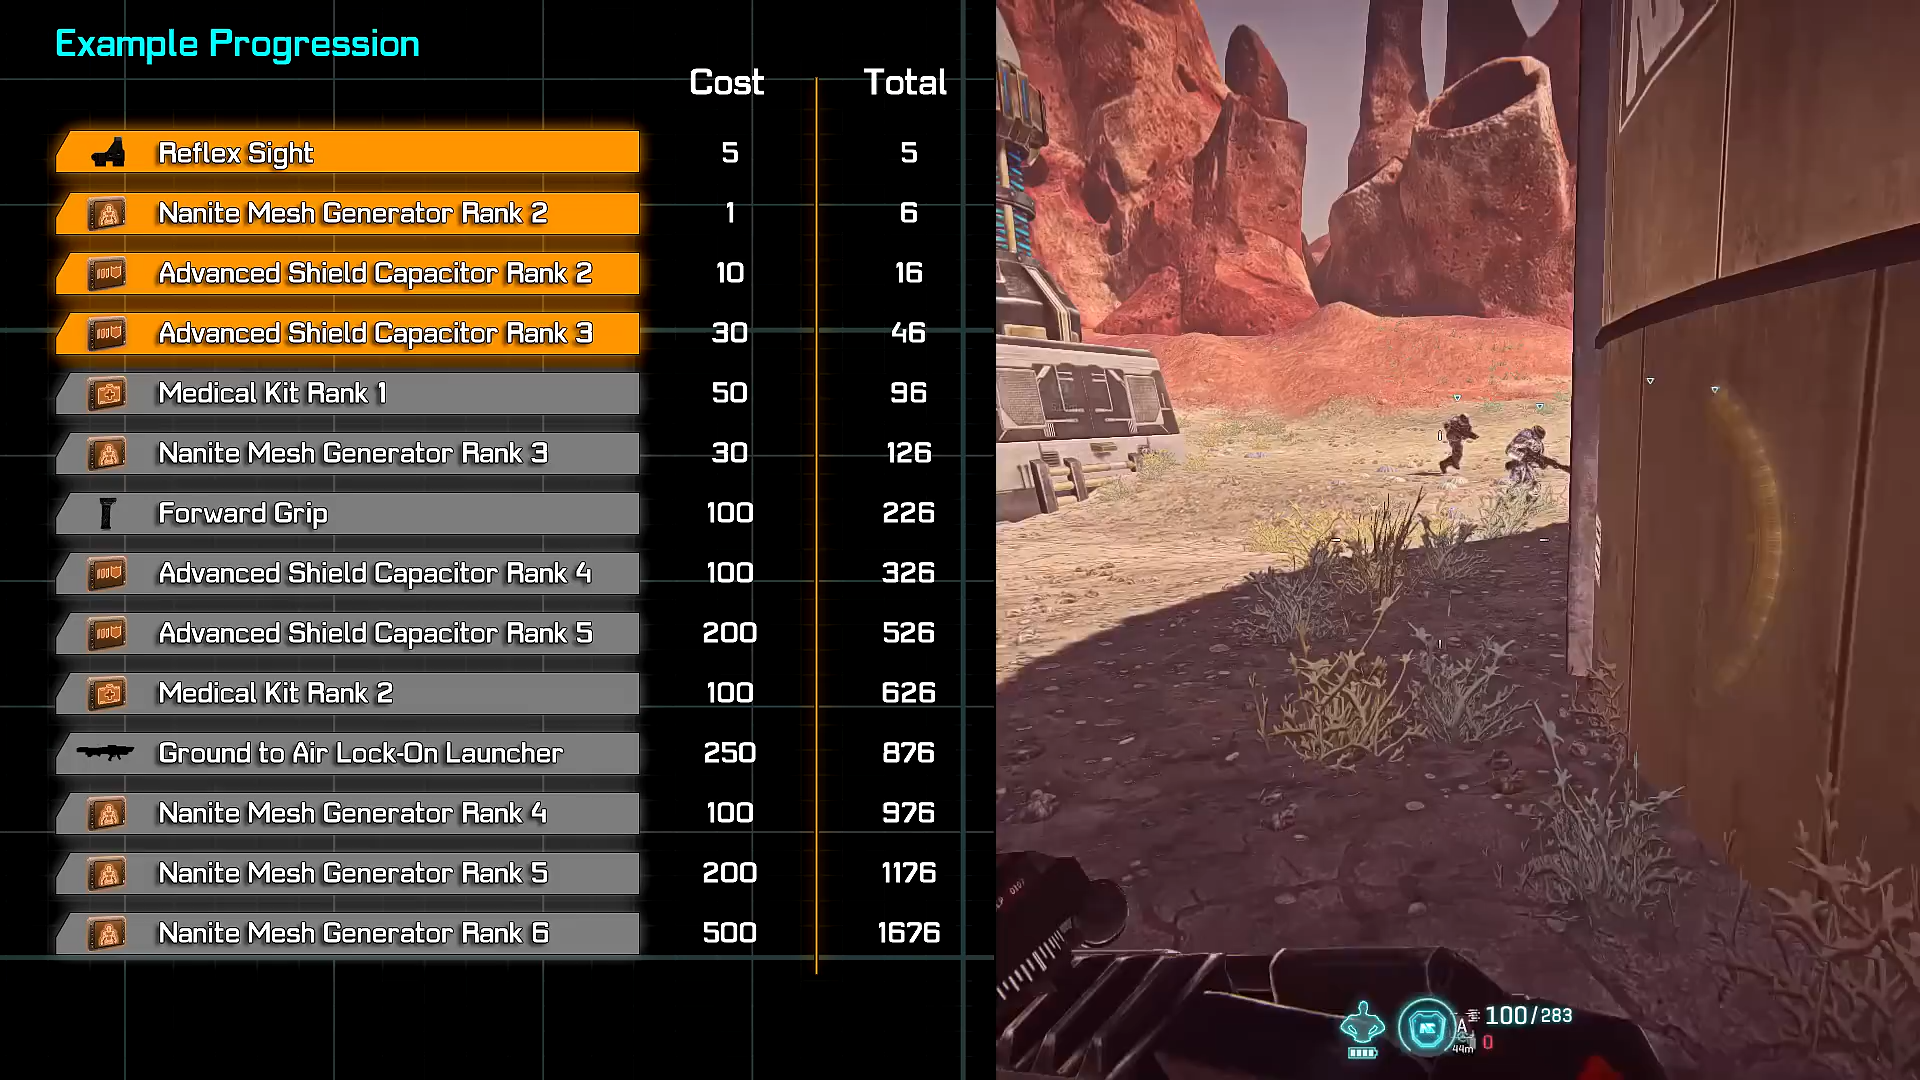 Example Progression
Cost Total
Reflex Sight 5 5
Nanite Mesh Generator Rank 2 1 6
Advanced Shield Capacitor Rank 2 10 16
Advanced Shield Capacitor Rank 3 30 46
Medical Kit Rank 1 50 96
Nanite Mesh Generator Rank 3 30 126
Forward Grip 100 226
Advanced Shield Capacitor Rank 4 100 326
Advanced Shield Capacitor Rank 5 200 526
Medical Kit Rank 2 100 626
Ground to Air Lock-On Launcher 250 876
Nanite Mesh Generator Rank 4 100 976
Nanite Mesh Generator Rank 5 200 1176
Nanite Mesh Generator Rank 6 500 1676
A 100/283
44m 0